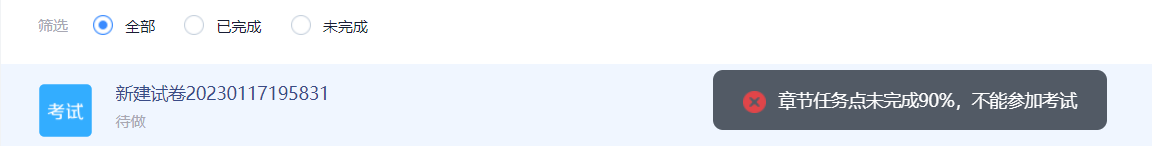 筛选 全部 已完成 未完成
考试
新建试卷20230117195831
待做
章节任务点未完成90%，不能参加考试